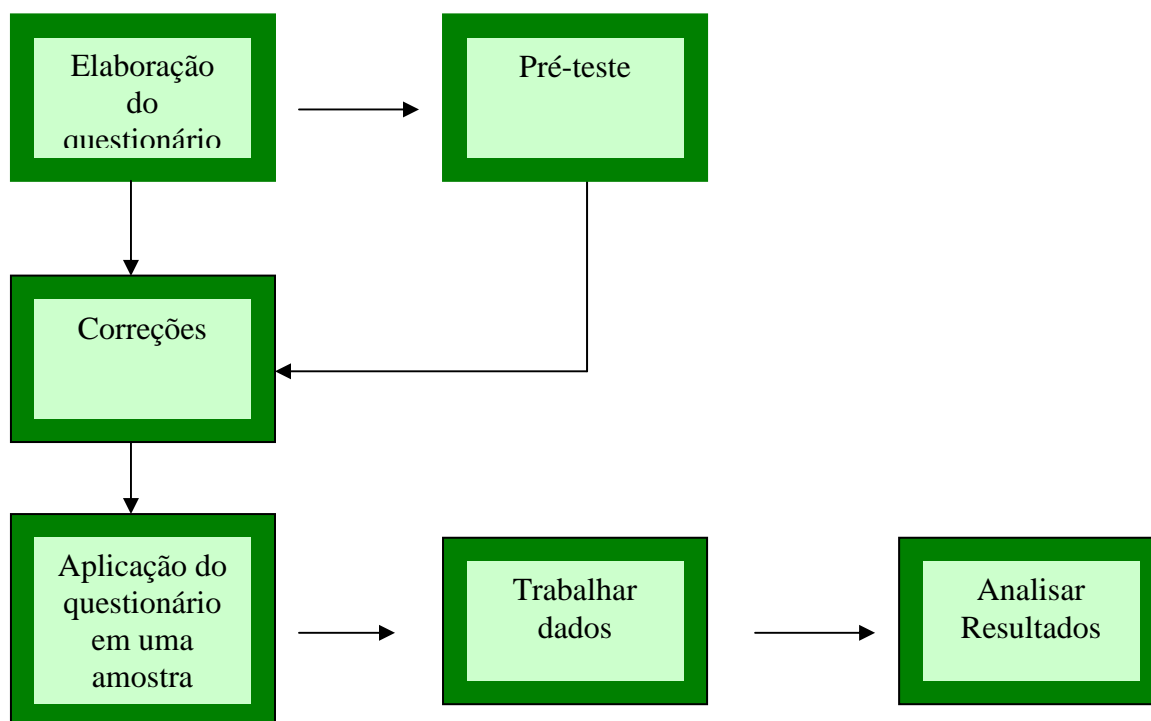 Elaboração
do
questionário
Pré-teste
Correções
Aplicação do
questionário
em uma
amostra
Trabalhar
dados
Analisar
Resultados